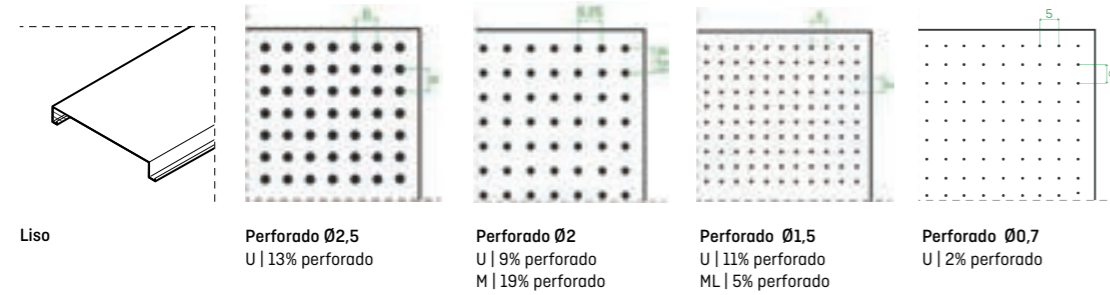 5
Liso
Perforado Ø2,5
U | 13% perforado
Perforado Ø2
U | 9% perforado
M | 19% perforado
Perforado Ø1,5
U | 11% perforado
ML | 5% perforado
Perforado Ø0,7
U | 2% perforado